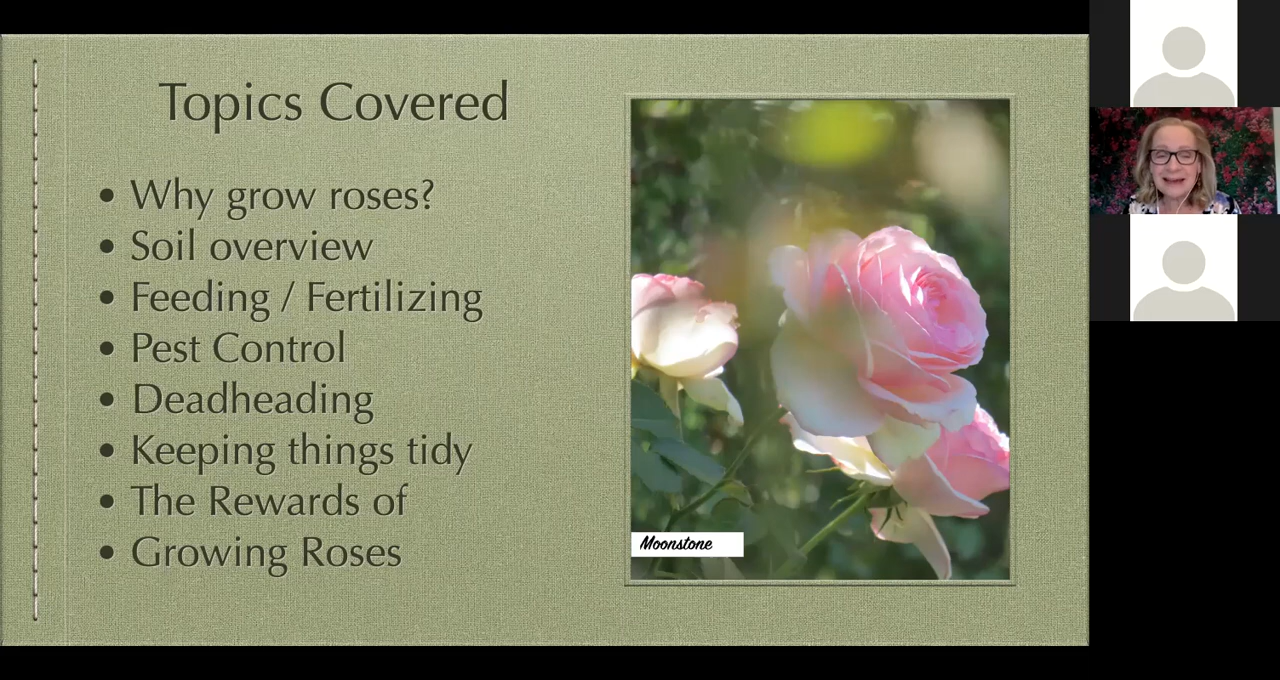 Topics Covered
• Why grow roses?
• Soil overview
• Feeding / Fertilizing
• Pest Control
• Deadheading
• Keeping things tidy
• The Rewards of
• Growing Roses
Moonstone